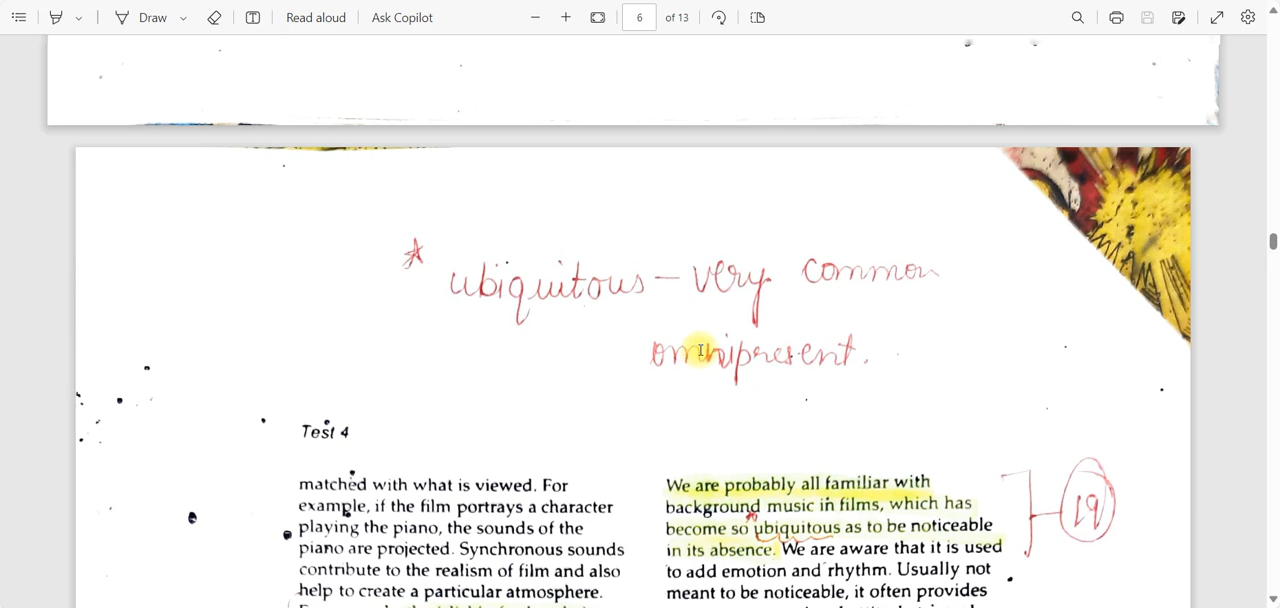 Draw
Read aloud
Ask Copilot
6
of 13
* ubiquitous – very common
omnipresent.
Test 4
matched with what is viewed. For
example, if the film portrays a character
playing the piano, the sounds of the
piano are projected. Synchronous sounds
contribute to the realism of film and also
help to create a particular atmosphere.
We are probably all familiar with
background music in films, which has
become so ubiquitous as to be noticeable
in its absence. We are aware that it is used
to add emotion and rhythm. Usually not
meant to be noticeable, it often provides
19